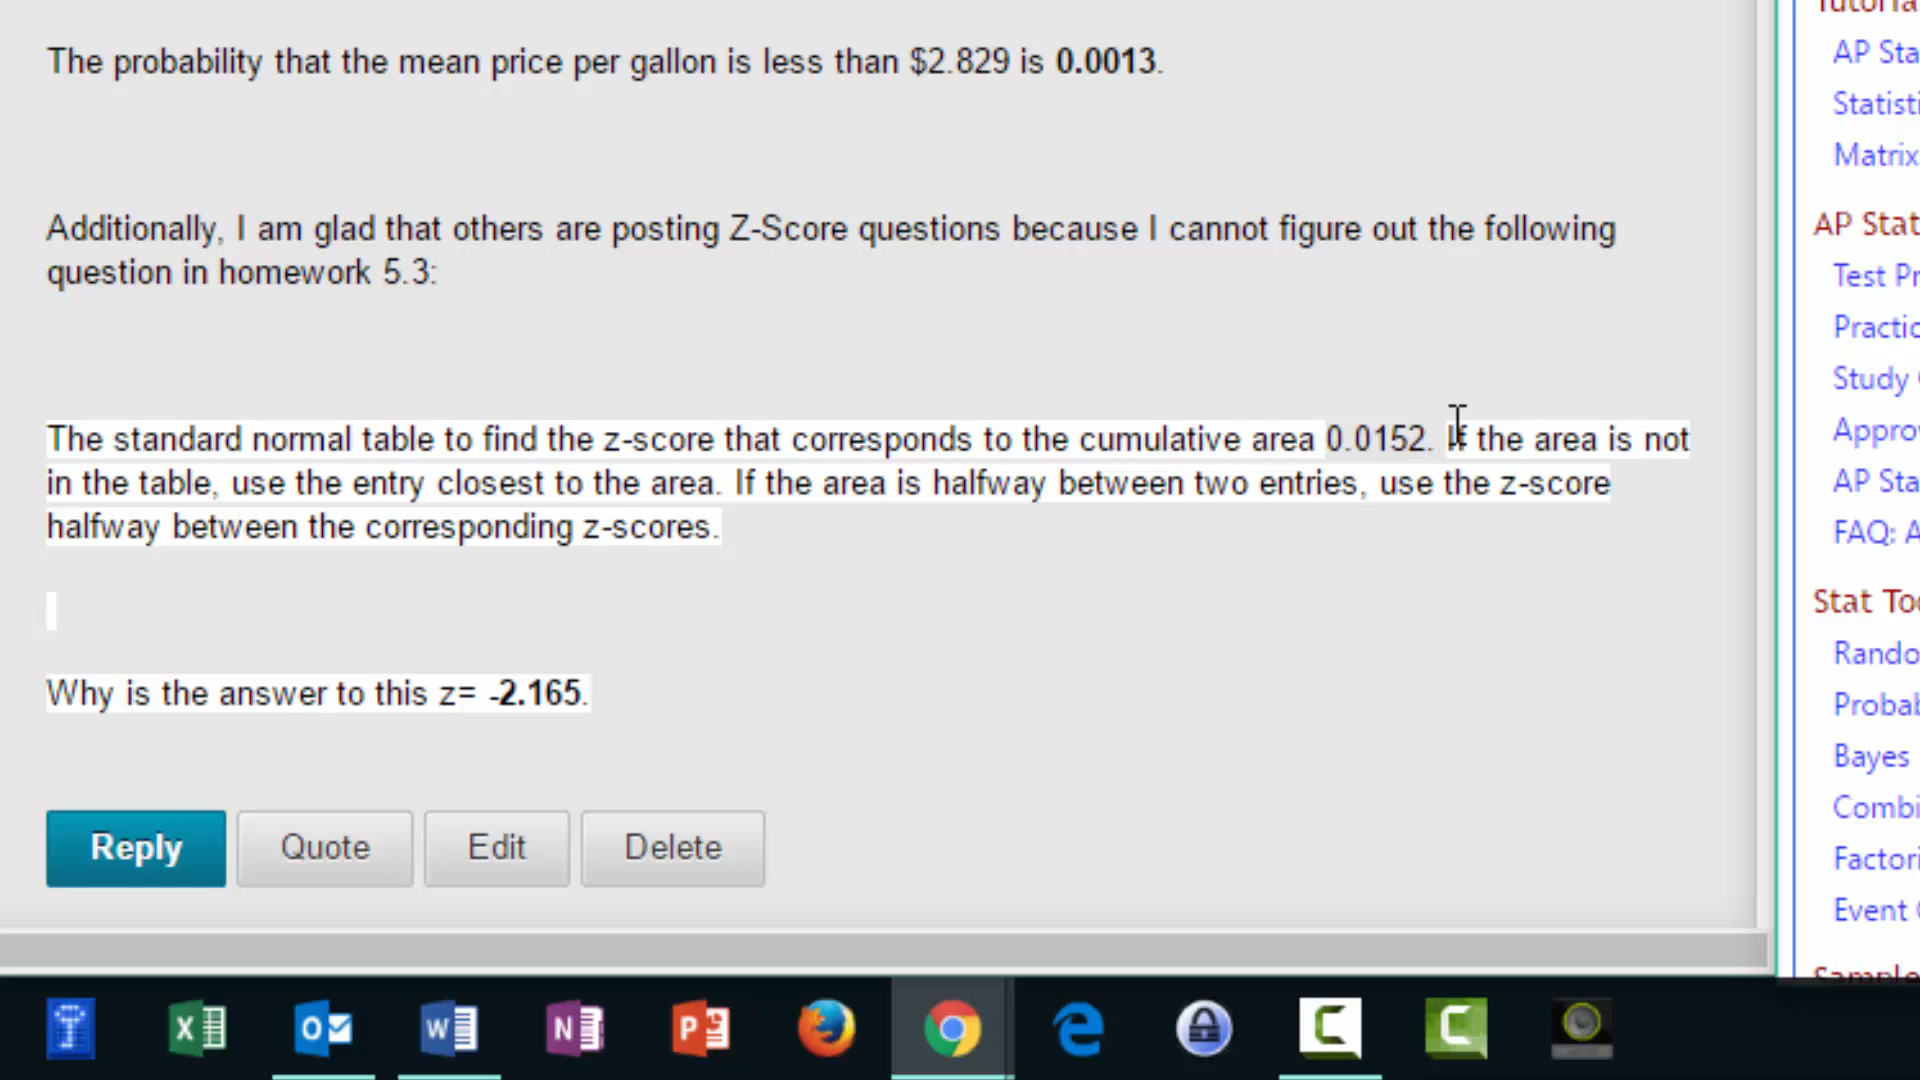 The probability that the mean price per gallon is less than $2.829 is 0.0013.
Additionally, I am glad that others are posting Z-Score questions because I cannot figure out the following
question in homework 5.3:
The standard normal table to find the z-score that corresponds to the cumulative area 0.0152. If the area is not
in the table, use the entry closest to the area. If the area is halfway between two entries, use the z-score
halfway between the corresponding z-scores.
Why is the answer to this z= -2.165.
Reply Quote Edit Delete
AP Sta
Statisti
Matrix
AP Stat
Test Pr
Practic
Study
Appro
AP Sta
FAQ: A
Stat Too
Rando
Probab
Bayes
Combi
Factori
Event
Sample